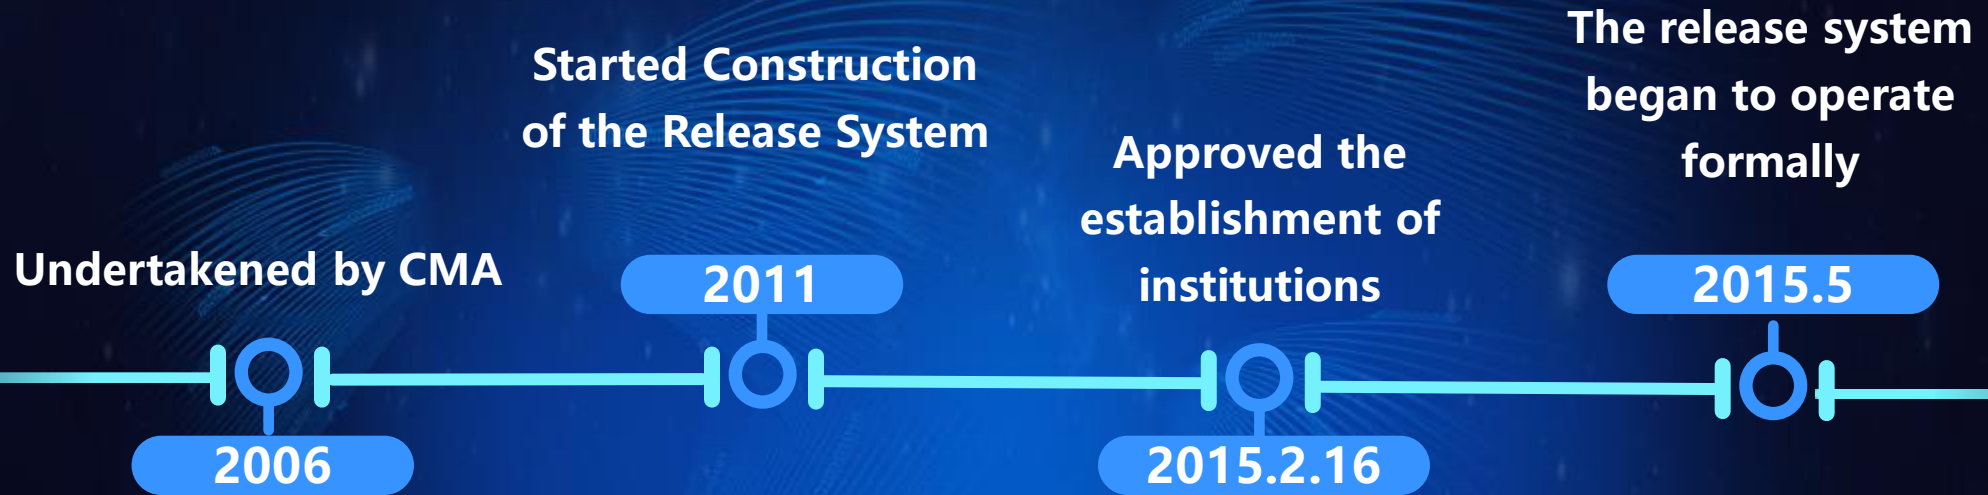 Undertakened by CMA
2006
Started Construction
of the Release System
2011
Approved the
establishment of
institutions
2015.2.16
The release system
began to operate
formally
2015.5